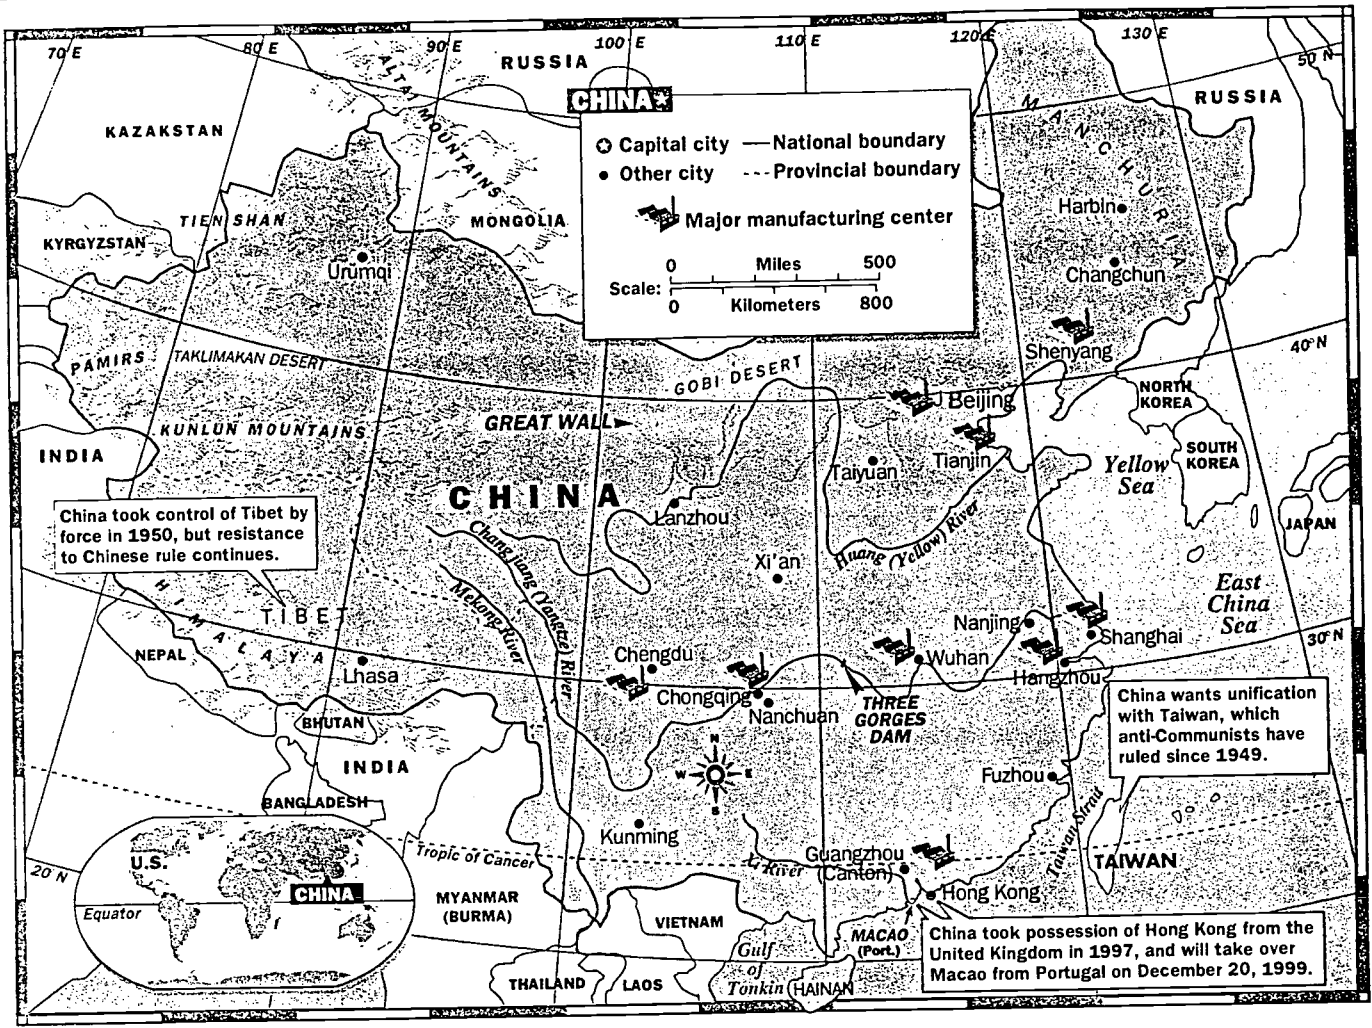 70 E
80 E
90 E
100 E
110 E
120 E
130 E
50 N
RUSSIA
CHINA
RUSSIA
ALTAI MOUNTAINS
MANCHURIA
KAZAKSTAN
Capital city
National boundary
Other city
Provincial boundary
Major manufacturing center
0 Miles 500
Scale:
0 Kilometers 800
TIEN SHAN
MONGOLIA
KYRGYZSTAN
Ürümqi
Harbin
Changchun
Shenyang
40°N
PAMIRS
TAKLIMAKAN DESERT
GOBI DESERT
Beijing
NORTH
KOREA
GREAT WALL
KUNLUN MOUNTAINS
INDIA
Taiyuan
Tianjin
Yellow
Sea
SOUTH
KOREA
CHINA
Lanzhou
JAPAN
China took control of Tibet by
force in 1950, but resistance
to Chinese rule continues.
Chang Jiang (Yangtze) River
Mekong River
Huang (Yellow) River
Xi'an
East
China
Sea
HIMALAYA
TIBET
Nanjing
Shanghai
30°N
NEPAL
Lhasa
Chengdu
Wuhan
Hangzhou
Chongqing
Nanchuan
THREE
GORGES
DAM
China wants unification
with Taiwan, which
anti-Communists have
ruled since 1949.
BHUTAN
INDIA
N
W E
S
Fuzhou
BANGLADESH
Kunming
Taiwan Strait
U.S.
CHINA
Equator
20°N
Tropic of Cancer
Xi River
Guangzhou
(Canton)
TAIWAN
Hong Kong
MYANMAR
(BURMA)
VIETNAM
MACAO
(Port.)
China took possession of Hong Kong from the
United Kingdom in 1997, and will take over
Macao from Portugal on December 20, 1999.
Gulf
of
Tonkin
HAINAN
THAILAND
LAOS